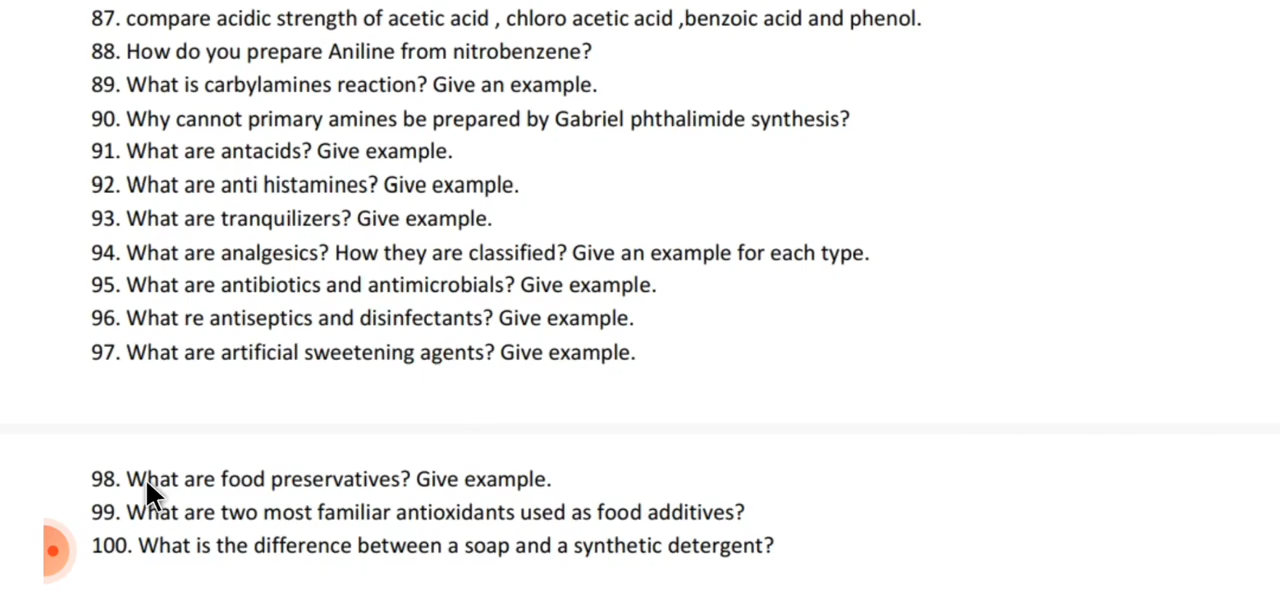 87. compare acidic strength of acetic acid , chloro acetic acid ,benzoic acid and phenol.
88. How do you prepare Aniline from nitrobenzene?
89. What is carbylamines reaction? Give an example.
90. Why cannot primary amines be prepared by Gabriel phthalimide synthesis?
91. What are antacids? Give example.
92. What are anti histamines? Give example.
93. What are tranquilizers? Give example.
94. What are analgesics? How they are classified? Give an example for each type.
95. What are antibiotics and antimicrobials? Give example.
96. What re antiseptics and disinfectants? Give example.
97. What are artificial sweetening agents? Give example.
98. What are food preservatives? Give example.
99. What are two most familiar antioxidants used as food additives?
100. What is the difference between a soap and a synthetic detergent?